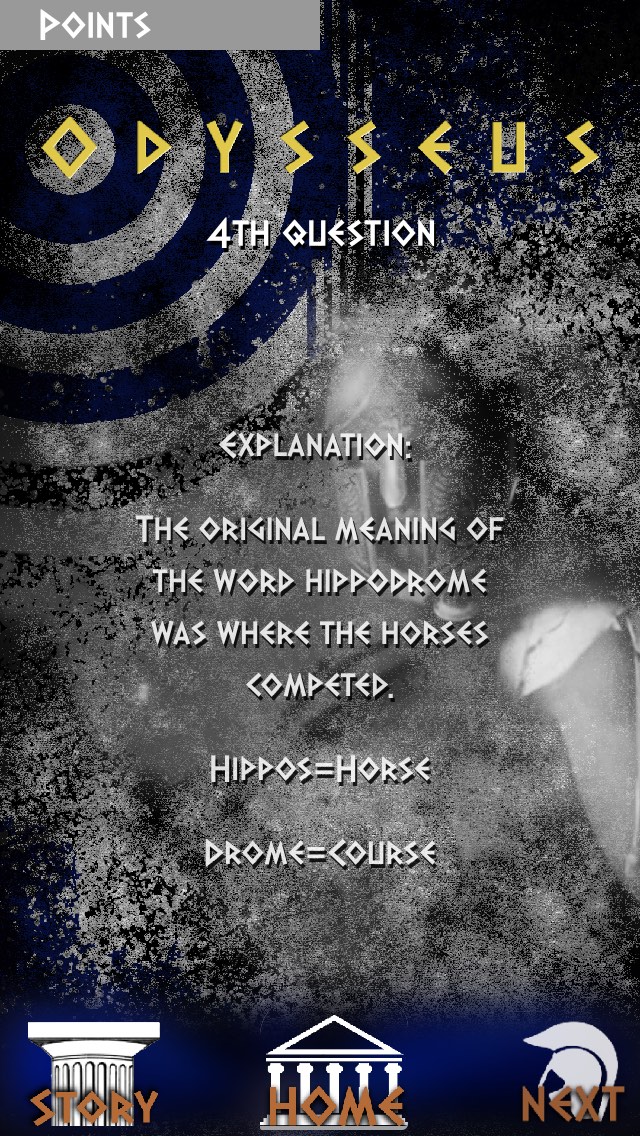 Points
ODYSSEUS
4th Question
Explanation:
The original meaning of
the word hippodrome
was where the horses
competed.
Hippos=Horse
Drome=Course
Story
Home
Next